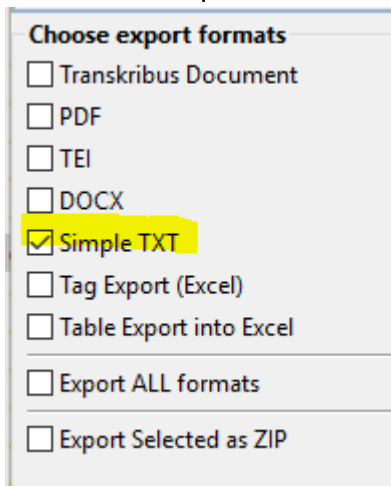 Choose export formats
Transkribus Document
PDF
TEI
DOCX
Simple TXT
Tag Export (Excel)
Table Export into Excel
Export ALL formats
Export Selected as ZIP